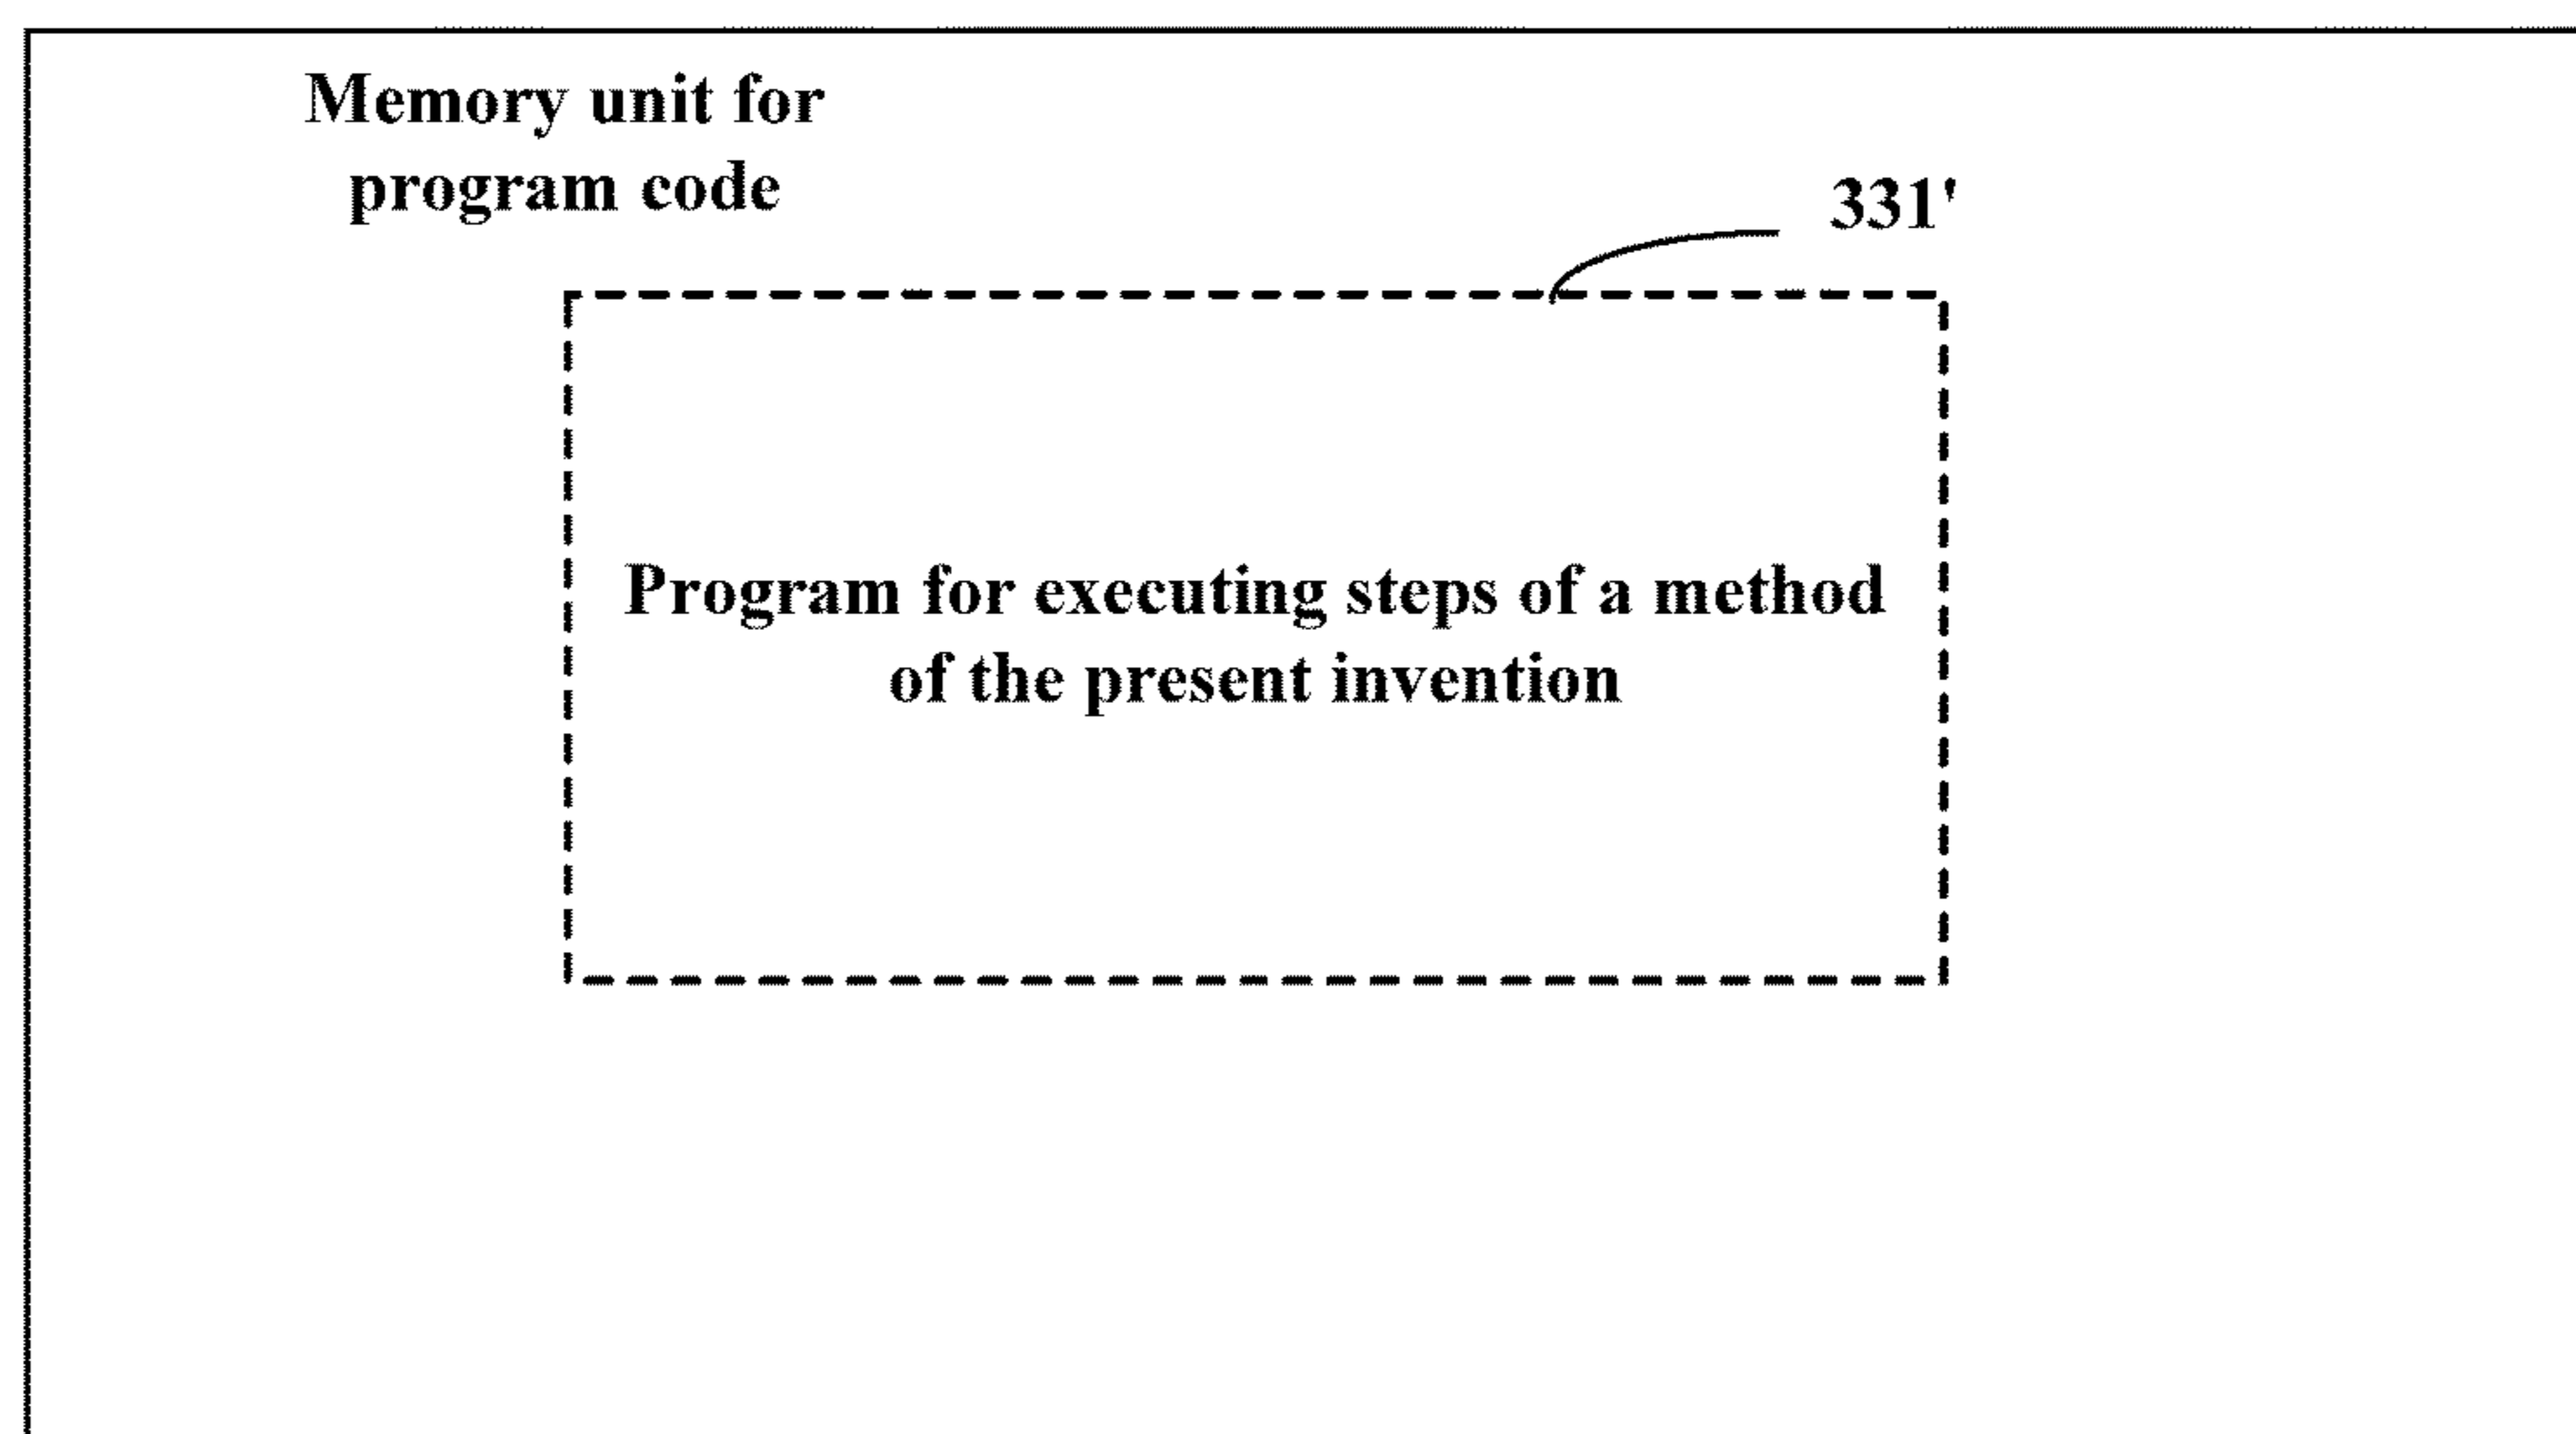 Memory unit for
program code
331'
Program for executing steps of a method
of the present invention